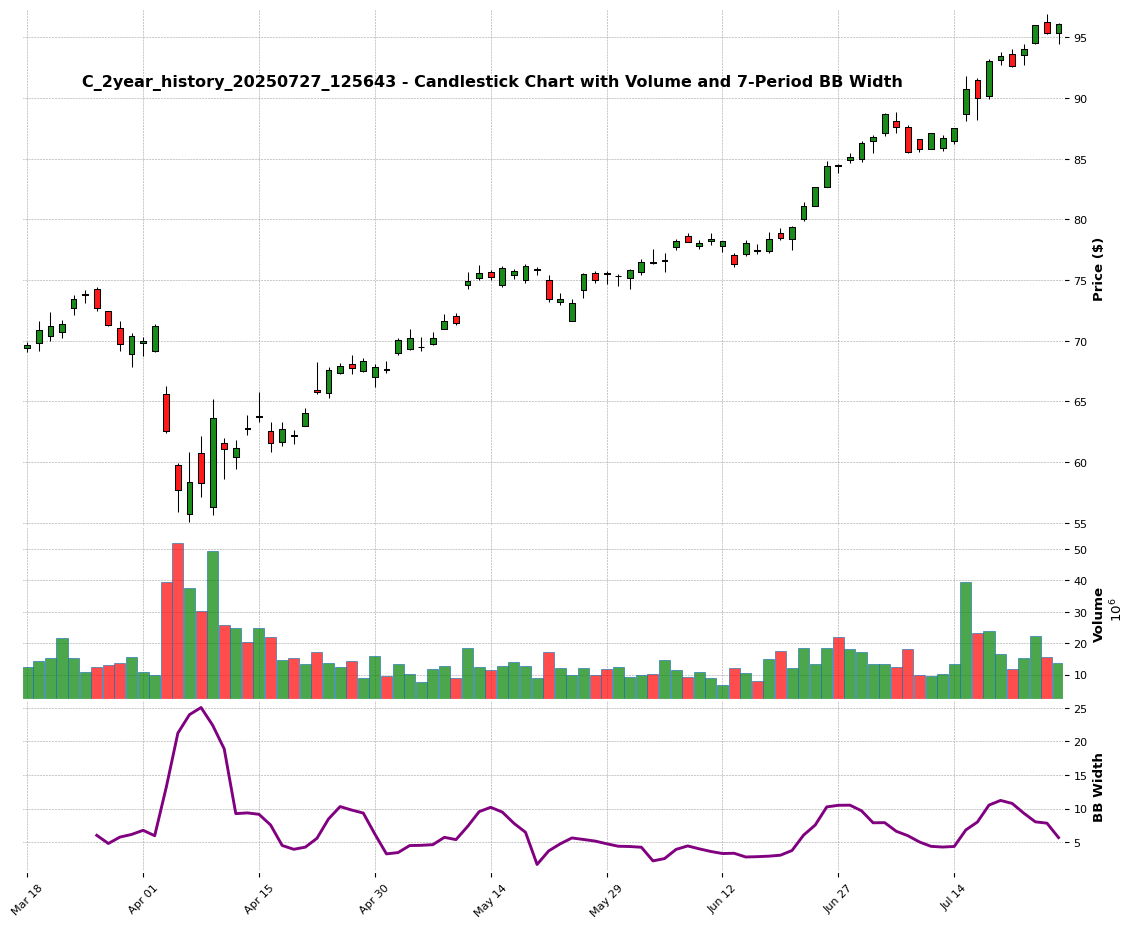 C_2year_history_20250727_125643 - Candlestick Chart with Volume and 7-Period BB Width
95
90
85
80
75
70
65
60
55
Price ($)
50
40
30
20
10
Volume
10⁶
25
20
15
10
5
BB Width
Mar 18
Apr 01
Apr 15
Apr 30
May 14
May 29
Jun 12
Jun 27
Jul 14